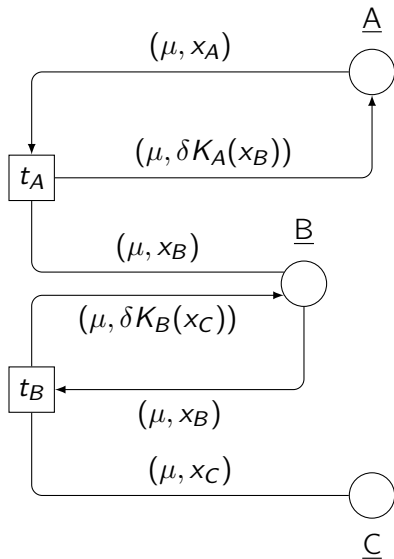 A
(μ, x_A)
(μ, δK_A(x_B))
t_A
B
(μ, x_B)
(μ, δK_B(x_C))
t_B
(μ, x_B)
(μ, x_C)
C